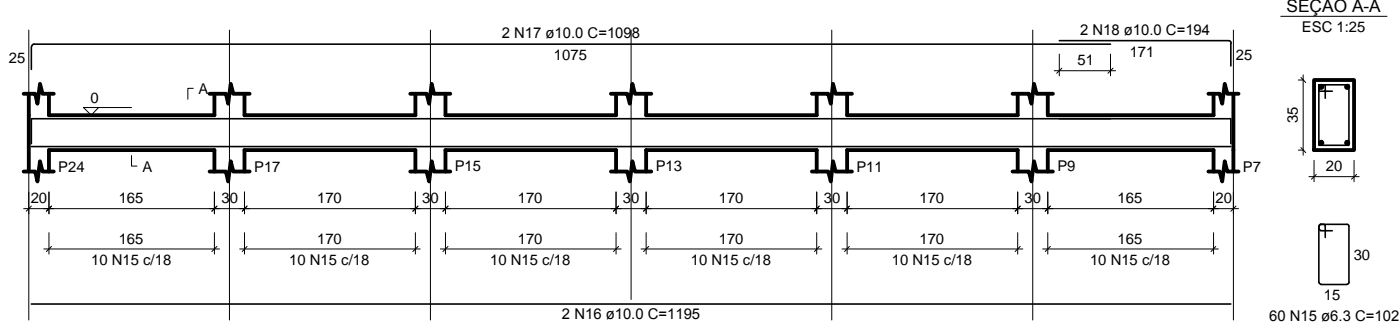 SEÇÃO A-A
ESC 1:25
2 N17 ø10.0 C=1098
2 N18 ø10.0 C=194
25
1075
171
25
51
A
0
35
A
P24
P17
P15
P13
P11
P9
P7
20
20
165
30
170
30
170
30
170
30
170
30
165
20
165
170
170
170
170
165
10 N15 c/18
10 N15 c/18
10 N15 c/18
10 N15 c/18
10 N15 c/18
10 N15 c/18
30
15
2 N16 ø10.0 C=1195
60 N15 ø6.3 C=102